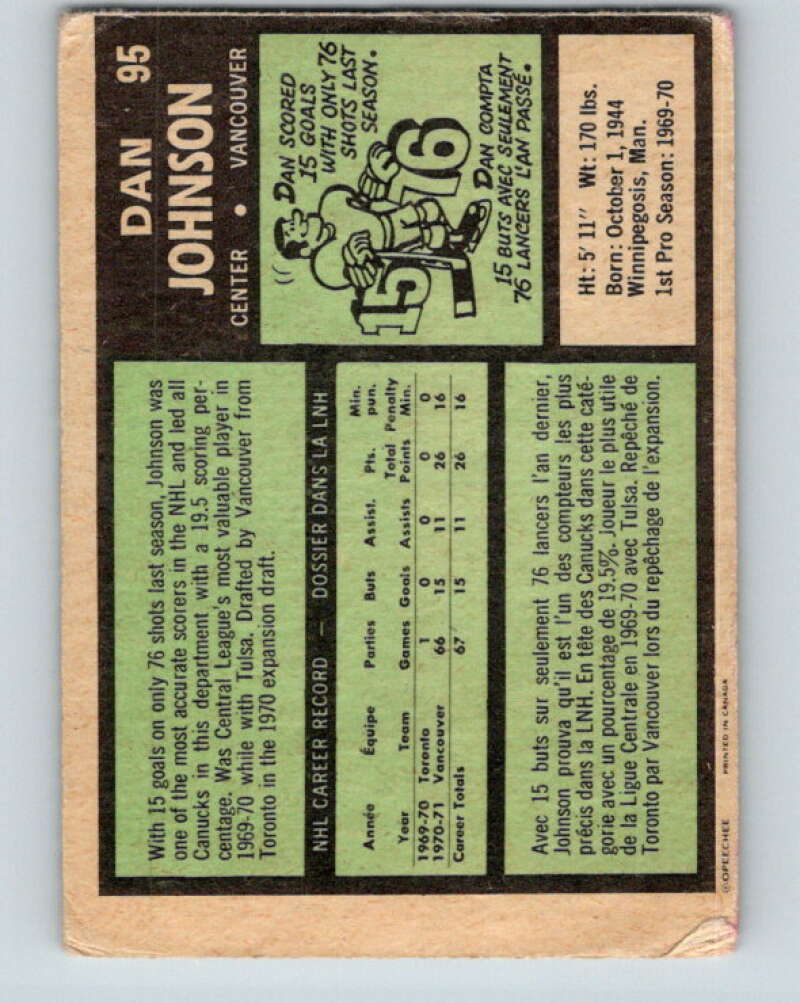 DAN 95
JOHNSON
CENTER • VANCOUVER
With 15 goals on only 76 shots last season, Johnson was
one of the most accurate scorers in the NHL and led all
Canucks in this department with a 19.5 scoring per-
centage. Was Central League's most valuable player in
1969-70 while with Tulsa. Drafted by Vancouver from
Toronto in the 1970 expansion draft.
DAN SCORED
15 GOALS
WITH ONLY 76
SHOTS LAST
SEASON.
15
76
DAN COMPTA
15 BUTS AVEC SEULEMENT
76 LANCERS L'AN PASSÉ.
NHL CAREER RECORD — DOSSIER DANS LA LNH
Année Équipe Parties Buts Assist. Pts. Min. pun.
Year Team Games Goals Assists Total Points Penalty Min.
1969-70 Toronto 1 0 0 0 0
1970-71 Vancouver 66 15 11 26 16
Career Totals 67 15 11 26 16
Ht: 5' 11" Wt: 170 lbs.
Born: October 1, 1944
Winnipegosis, Man.
1st Pro Season: 1969-70
Avec 15 buts sur seulement 76 lancers l'an dernier,
Johnson prouva qu'il est l'un des compteurs les plus
précis dans la LNH. En tête des Canucks dans cette caté-
gorie avec un pourcentage de 19.5%. Joueur le plus utile
de la Ligue Centrale en 1969-70 avec Tulsa. Repêché de
Toronto par Vancouver lors du repêchage de l'expansion.
©OPEECHEE PRINTED IN CANADA